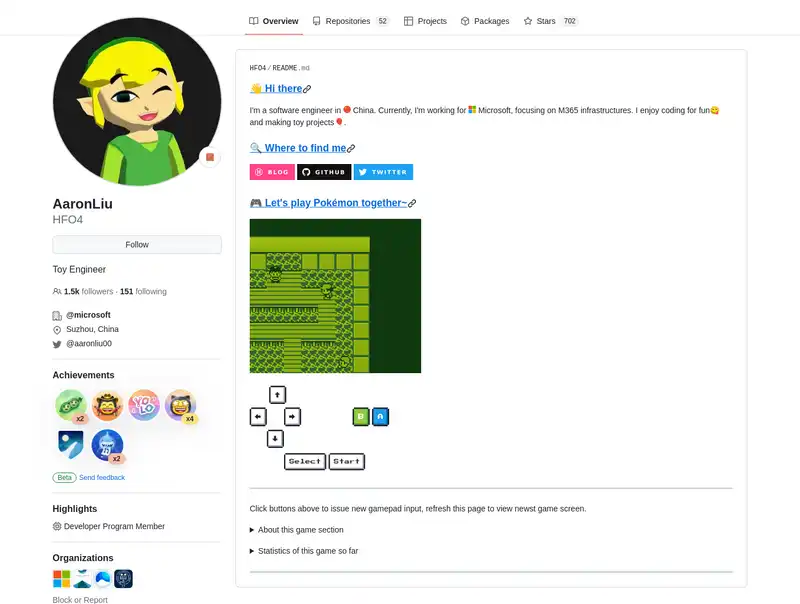 Overview
Repositories 52
Projects
Packages
Stars 702
AaronLiu
HFO4
Follow
Toy Engineer
1.5k followers · 151 following
@microsoft
Suzhou, China
@aaronliu00
Achievements
x2
YOLO
x4
x2
Beta Send feedback
Highlights
Developer Program Member
Organizations
Block or Report
HFO4/README.md
👋 Hi there
I'm a software engineer in China. Currently, I'm working for Microsoft, focusing on M365 infrastructures. I enjoy coding for fun😋
and making toy projects🎈.
🔍 Where to find me
BLOG GITHUB TWITTER
🎮 Let's play Pokémon together~
B A
Select Start
Click buttons above to issue new gamepad input, refresh this page to view newst game screen.
About this game section
Statistics of this game so far